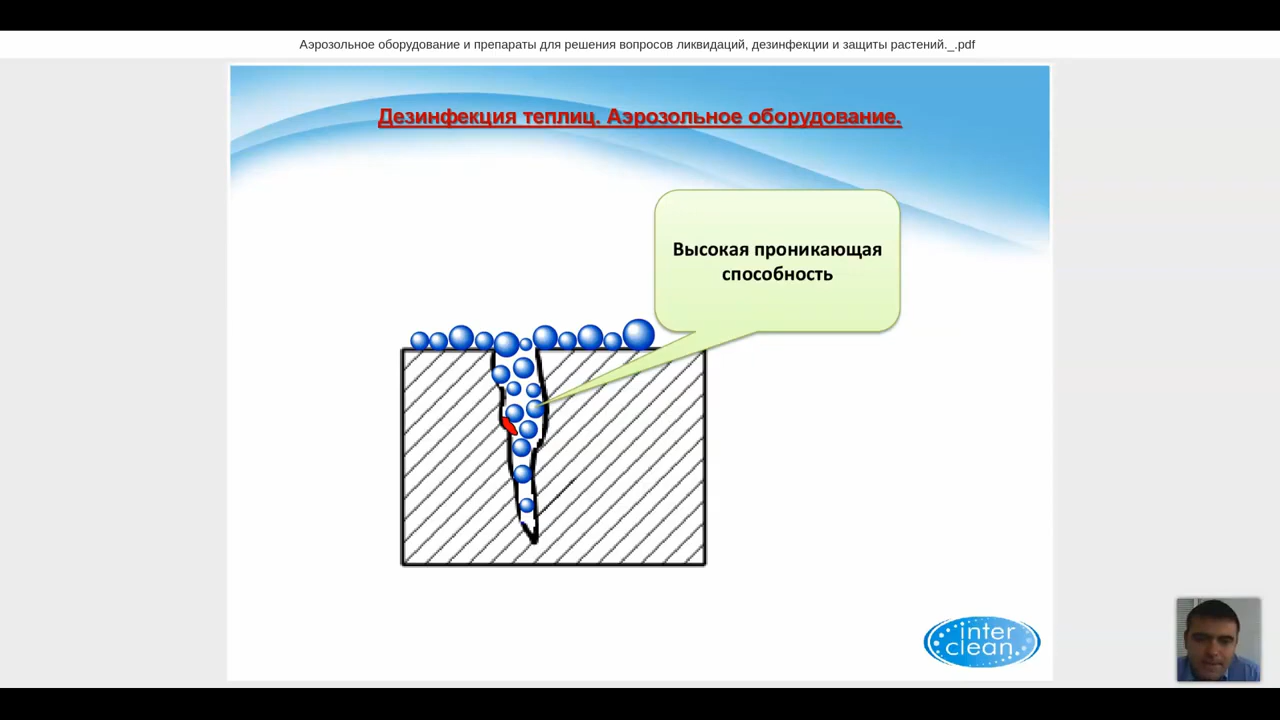 Аэрозольное оборудование и препараты для решения вопросов ликвидаций, дезинфекции и защиты растений._.pdf
Дезинфекция теплиц. Аэрозольное оборудование.
Высокая проникающая
способность
inter
clean